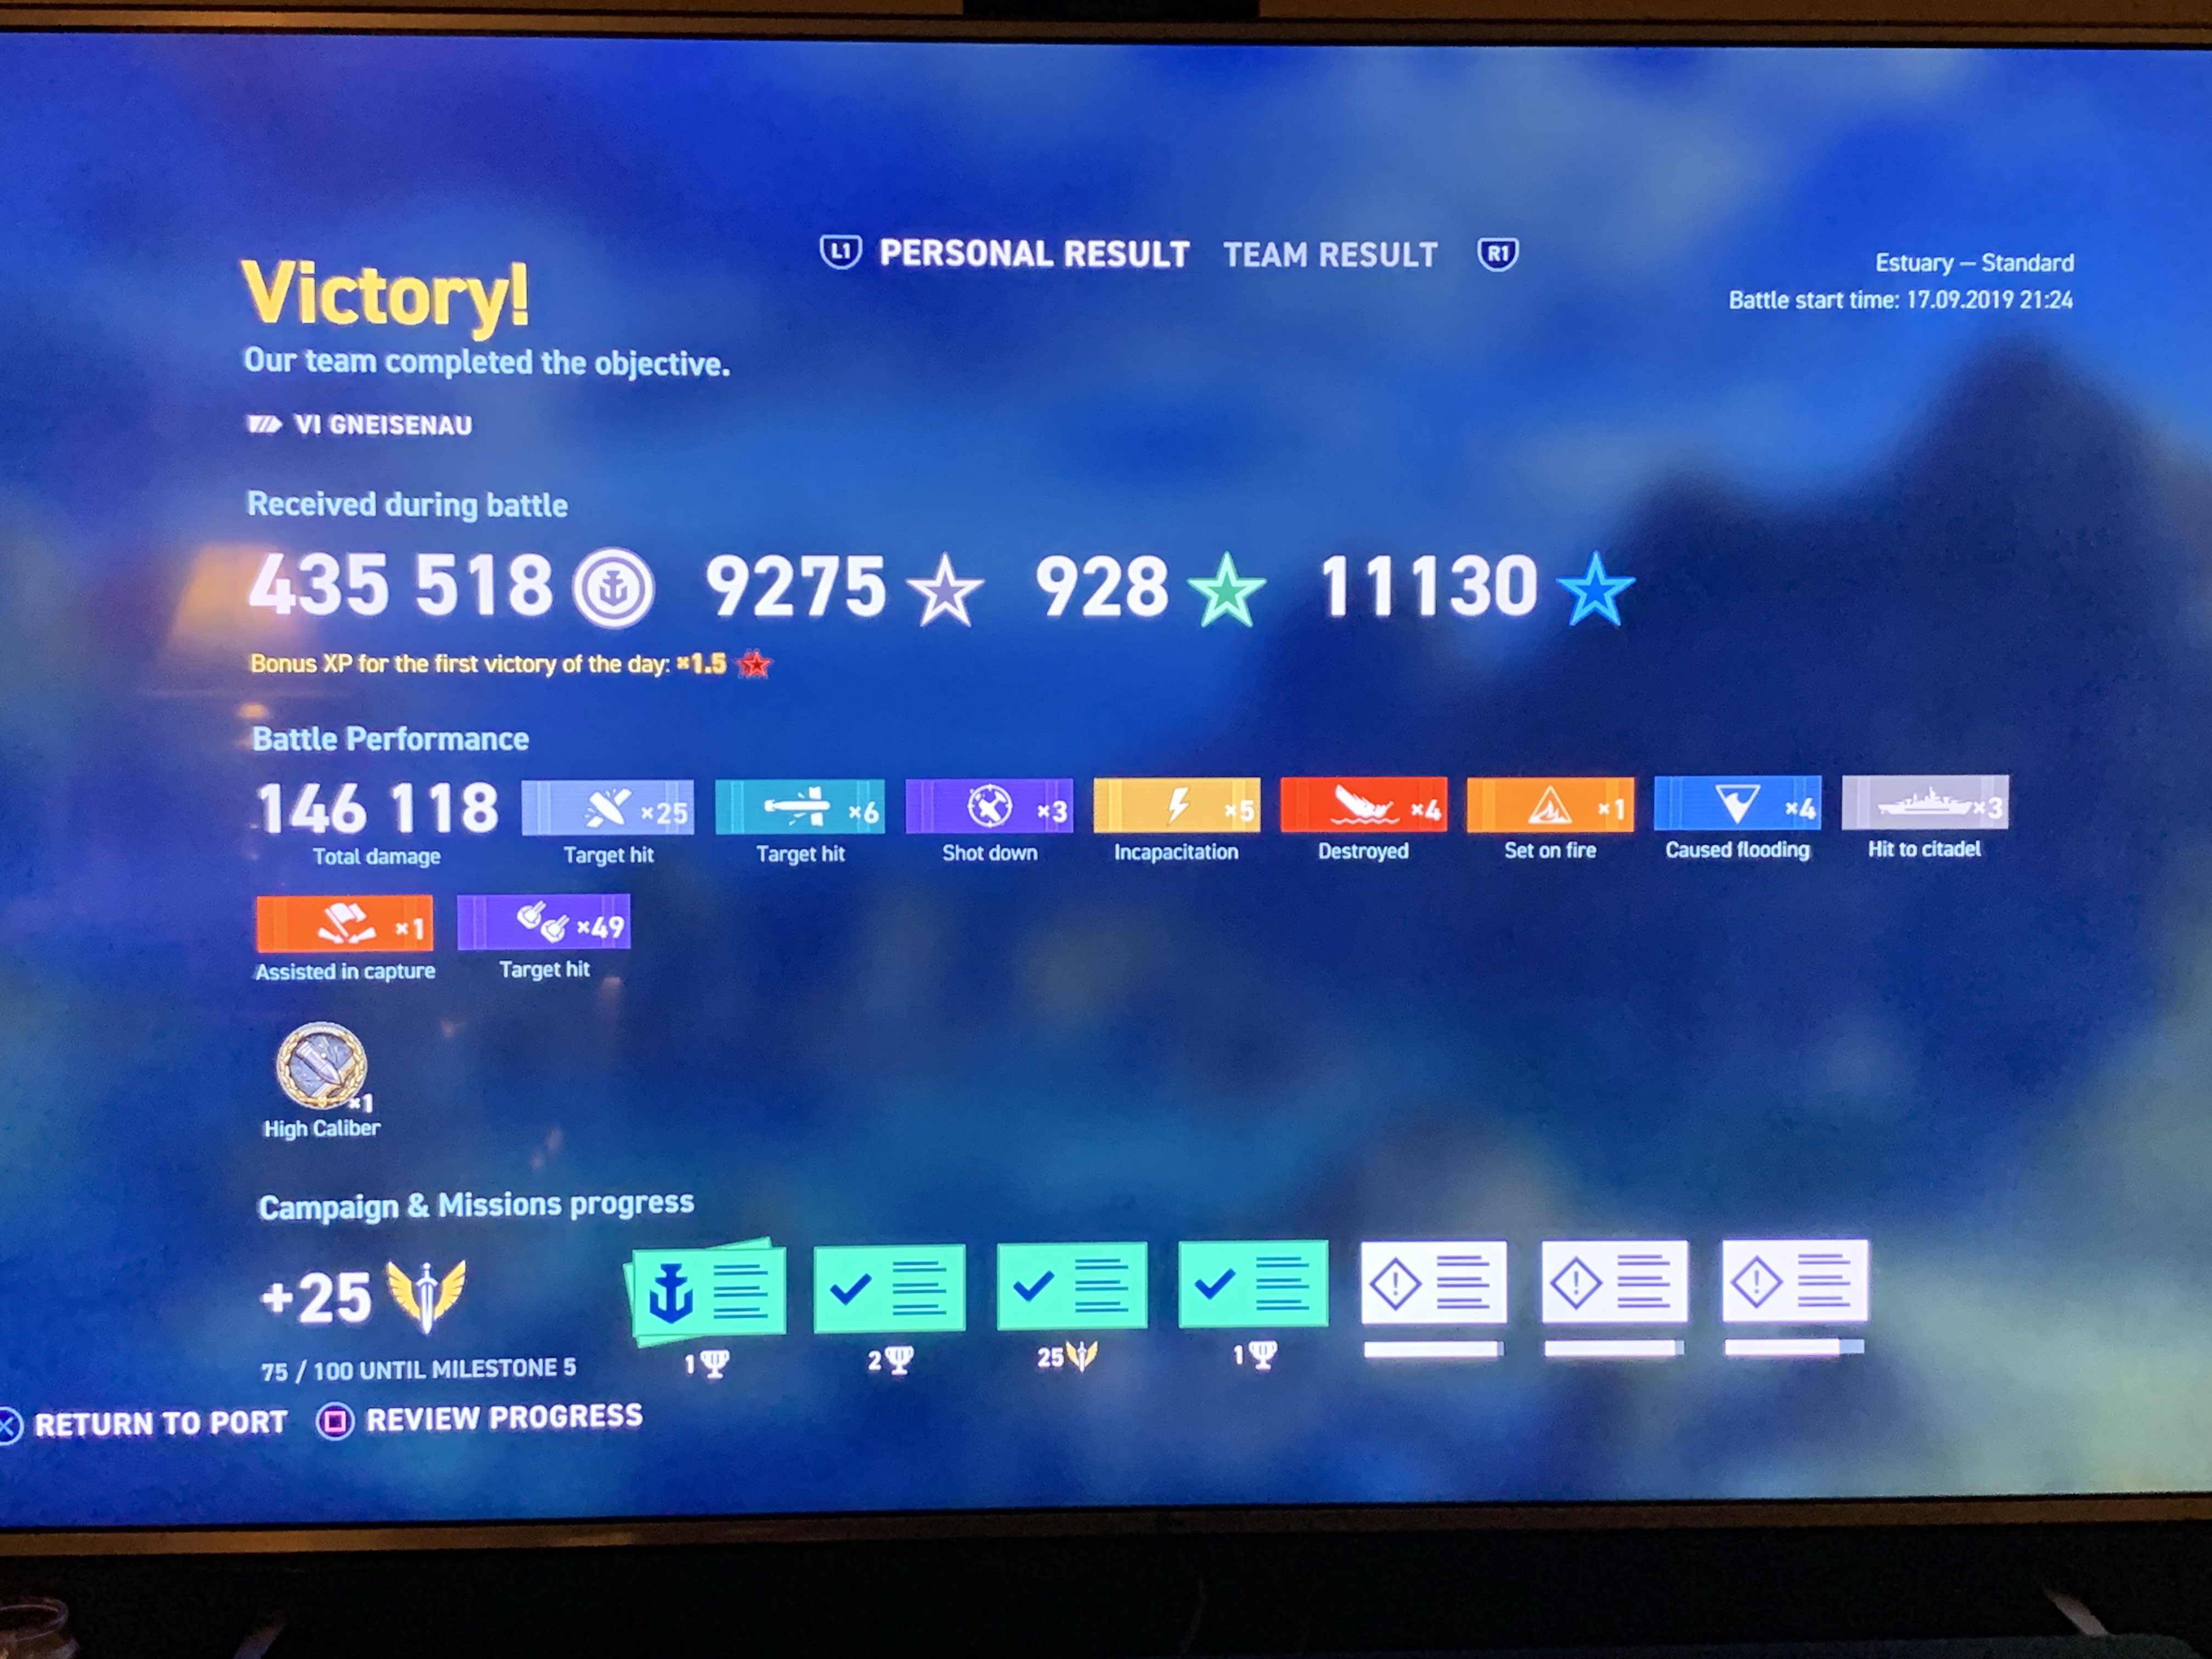 L1 PERSONAL RESULT TEAM RESULT R1
Estuary – Standard
Battle start time: 17.09.2019 21:24
Victory!
Our team completed the objective.
VI GNEISENAU
Received during battle
435 518 9275 928 11130
Bonus XP for the first victory of the day: ×1.5
Battle Performance
146 118 ×25 ×6 ×3 ×5 ×4 ×1 ×4 ×3
Total damage Target hit Target hit Shot down Incapacitation Destroyed Set on fire Caused flooding Hit to citadel
×1 ×49
Assisted in capture Target hit
×1
High Caliber
Campaign & Missions progress
+25
1 2 25 1
75 / 100 UNTIL MILESTONE 5
RETURN TO PORT REVIEW PROGRESS